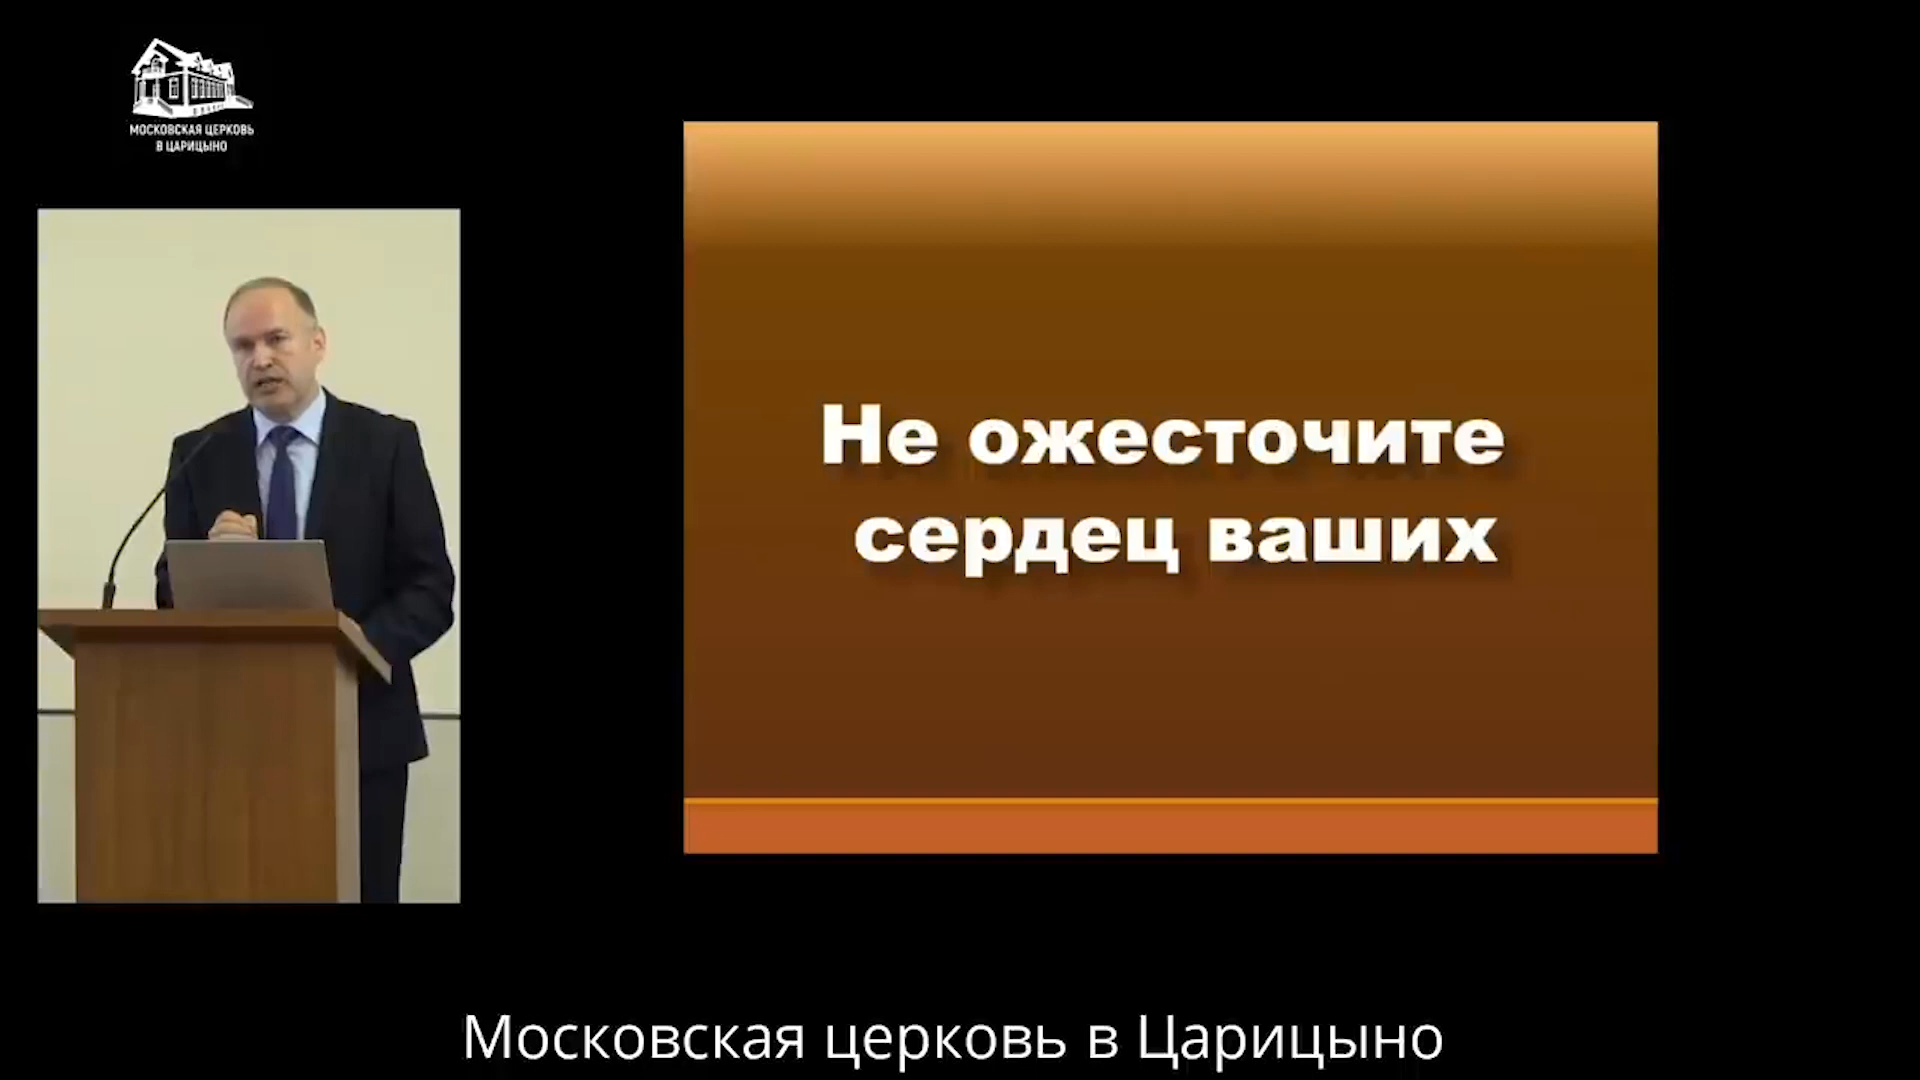 МОСКОВСКАЯ ЦЕРКОВЬ
В ЦАРИЦЫНО
Не ожесточите
сердец ваших
Московская церковь в Царицыно